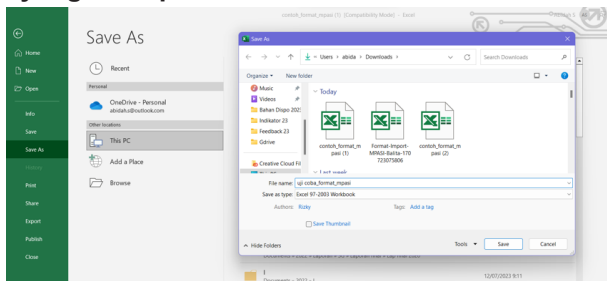 contoh_format_mpasi (1) (Compatibility Mode) - Excel
Save As
Home
New
Open
Info
Save
Save As
History
Print
Share
Export
Publish
Close
Recent
Personal
OneDrive - Personal
Other locations
This PC
Add a Place
Browse
Save As
Users > abida > Downloads >
Search Downloads
Organize
New folder
Music
Videos
Bahan Dispo 202
Indikator 23
Feedback 23
Gdrive
Creative Cloud Fil
Today
contoh_format_m
pasi (1)
Format-Import-
MPASI-Balita-170
723075806
contoh_format_m
pasi (2)
Last week
File name: uji coba_format_mpasi
Save as type: Excel 97-2003 Workbook
Authors: Rizky
Tags: Add a tag
Save Thumbnail
Hide Folders
Tools
Save
Cancel
12/07/2023 9:11